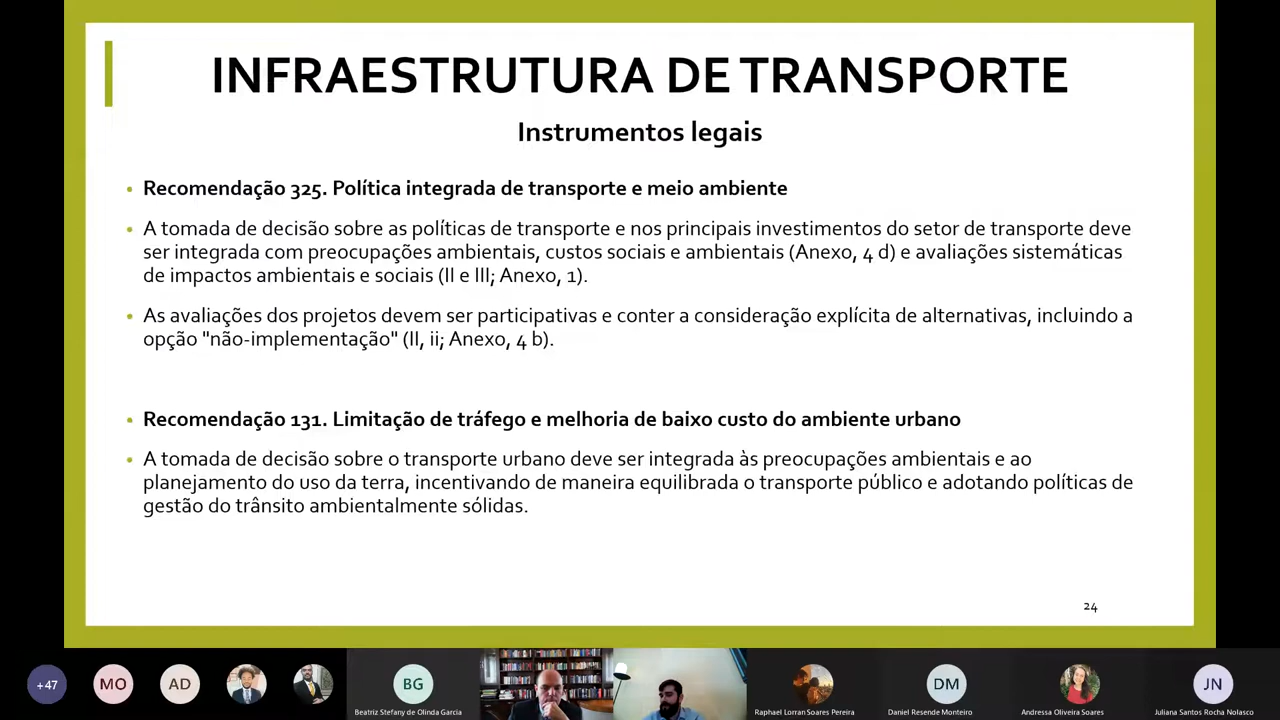 INFRAESTRUTURA DE TRANSPORTE
Instrumentos legais
• Recomendação 325. Política integrada de transporte e meio ambiente
• A tomada de decisão sobre as políticas de transporte e nos principais investimentos do setor de transporte deve
ser integrada com preocupações ambientais, custos sociais e ambientais (Anexo, 4 d) e avaliações sistemáticas
de impactos ambientais e sociais (II e III; Anexo, 1).
• As avaliações dos projetos devem ser participativas e conter a consideração explícita de alternativas, incluindo a
opção "não-implementação" (II, ii; Anexo, 4 b).
• Recomendação 131. Limitação de tráfego e melhoria de baixo custo do ambiente urbano
• A tomada de decisão sobre o transporte urbano deve ser integrada às preocupações ambientais e ao
planejamento do uso da terra, incentivando de maneira equilibrada o transporte público e adotando políticas de
gestão do trânsito ambientalmente sólidas.
24
+47
MO
AD
BG
DM
JN
Beatriz Stefany de Olinda Garcia
Raphael Lorran Soares Pereira
Daniel Resende Monteiro
Andressa Oliveira Soares
Juliana Santos Rocha Nolasco